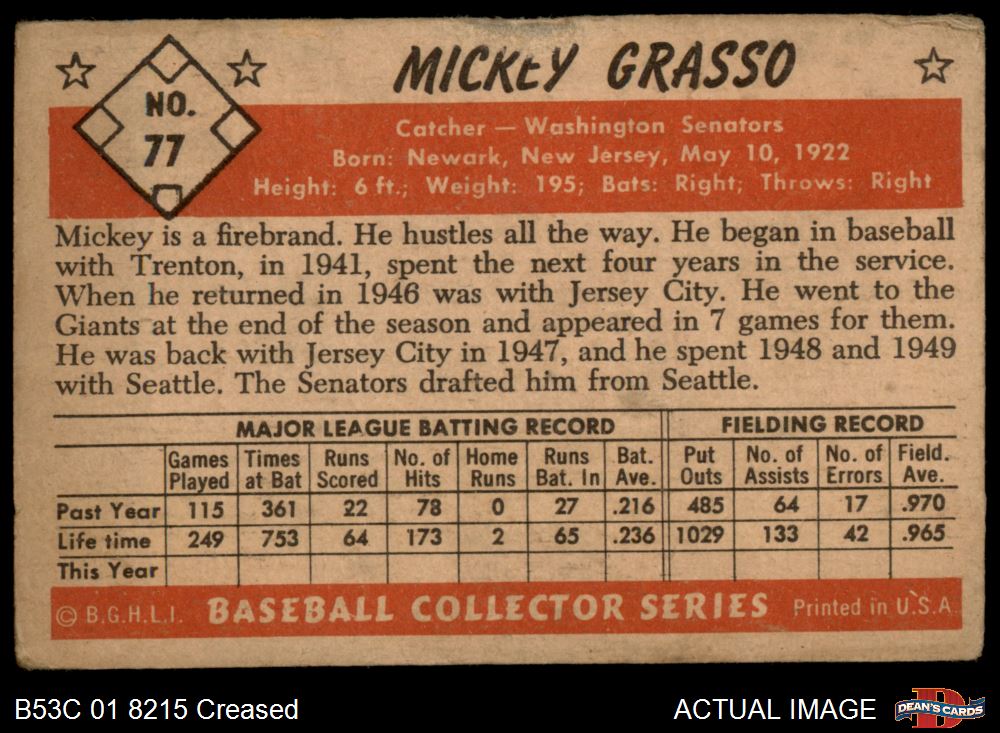 MICKEY GRASSO
NO.
77
Catcher — Washington Senators
Born: Newark, New Jersey, May 10, 1922
Height: 6 ft.; Weight: 195; Bats: Right; Throws: Right
Mickey is a firebrand. He hustles all the way. He began in baseball
with Trenton, in 1941, spent the next four years in the service.
When he returned in 1946 was with Jersey City. He went to the
Giants at the end of the season and appeared in 7 games for them.
He was back with Jersey City in 1947, and he spent 1948 and 1949
with Seattle. The Senators drafted him from Seattle.
MAJOR LEAGUE BATTING RECORD FIELDING RECORD
Games Times Runs No. of Home Runs Bat. Put No. of No. of Field.
Played at Bat Scored Hits Runs Bat. In Ave. Outs Assists Errors Ave.
Past Year 115 361 22 78 0 27 .216 485 64 17 .970
Life time 249 753 64 173 2 65 .236 1029 133 42 .965
This Year
© B.G.H.L.I. BASEBALL COLLECTOR SERIES Printed in U.S.A
B53C 01 8215 Creased ACTUAL IMAGE DEAN'S CARDS